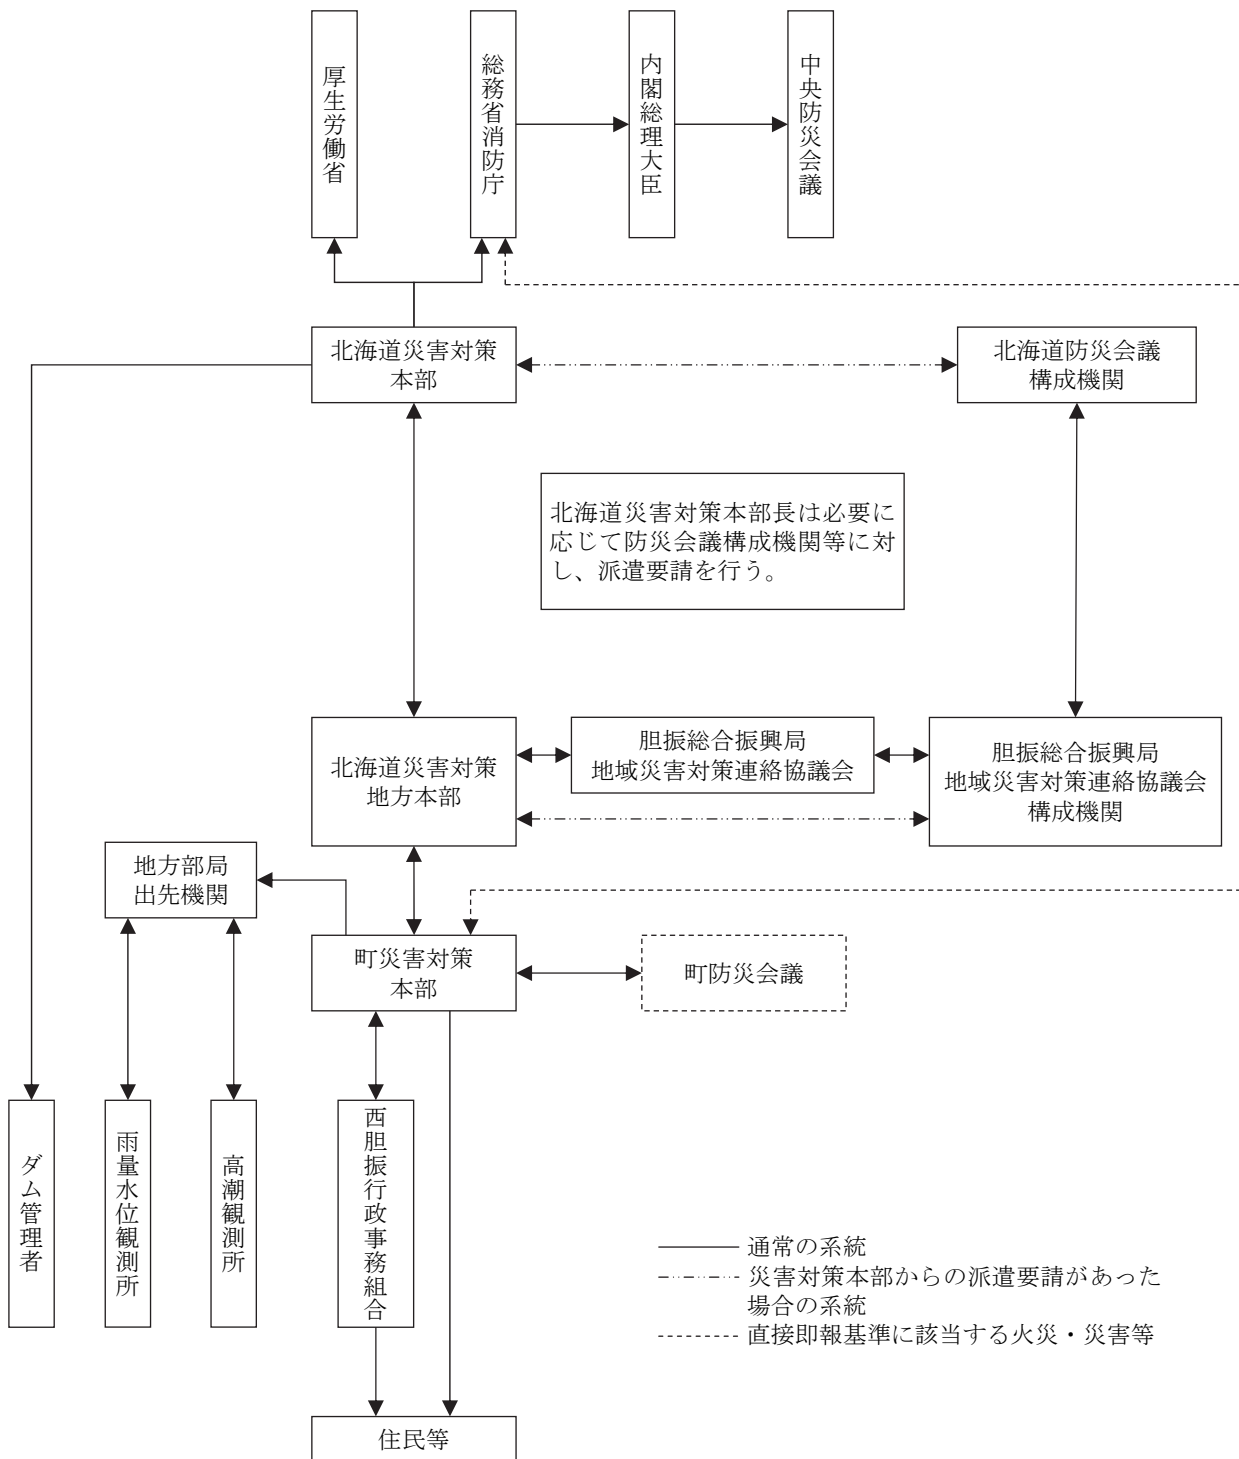 厚生労働省
総務省消防庁
内閣総理大臣
中央防災会議
北海道災害対策
本部
北海道防災会議
構成機関
北海道災害対策本部長は必要に
応じて防災会議構成機関等に対
し、派遣要請を行う。
北海道災害対策
地方本部
胆振総合振興局
地域災害対策連絡協議会
胆振総合振興局
地域災害対策連絡協議会
構成機関
地方部局
出先機関
町災害対策
本部
町防災会議
ダム管理者
雨量水位観測所
高潮観測所
西胆振行政事務組合
通常の系統
災害対策本部からの派遣要請があった
場合の系統
直接即報基準に該当する火災・災害等
住民等